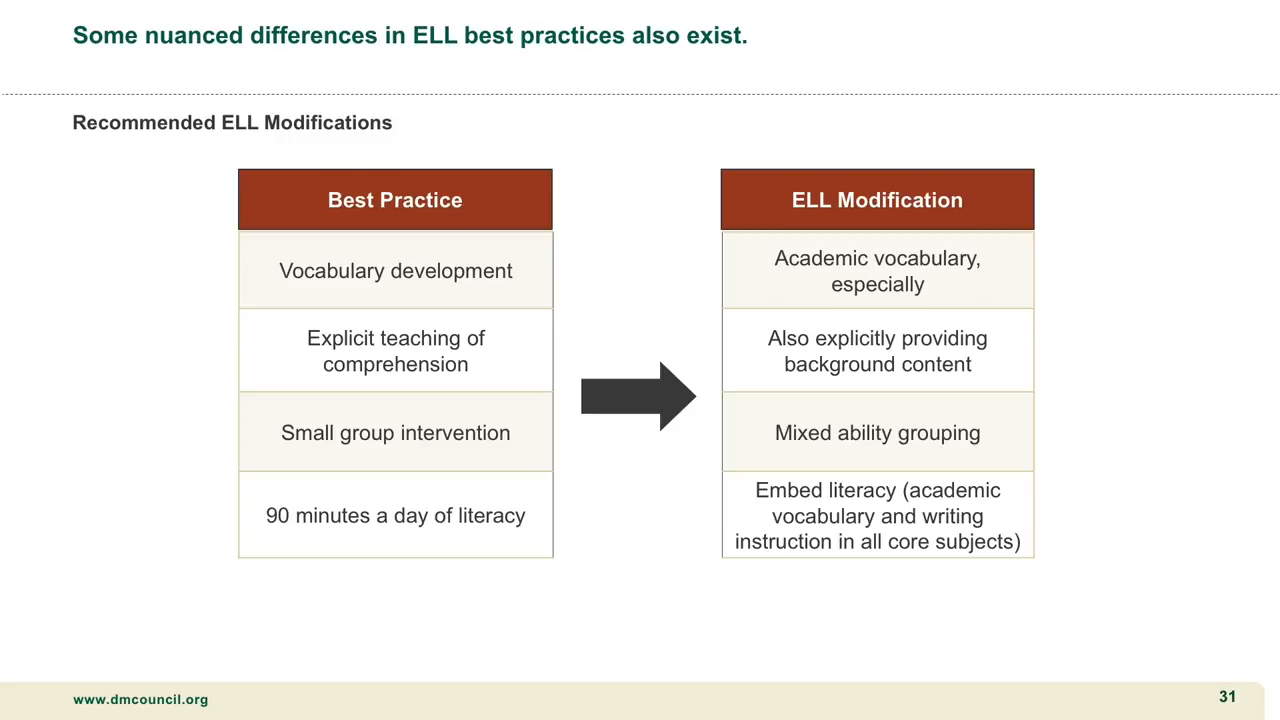 Some nuanced differences in ELL best practices also exist.
Recommended ELL Modifications
Best Practice
Vocabulary development
Explicit teaching of
comprehension
Small group intervention
90 minutes a day of literacy
ELL Modification
Academic vocabulary,
especially
Also explicitly providing
background content
Mixed ability grouping
Embed literacy (academic
vocabulary and writing
instruction in all core subjects)
www.dmcouncil.org
31